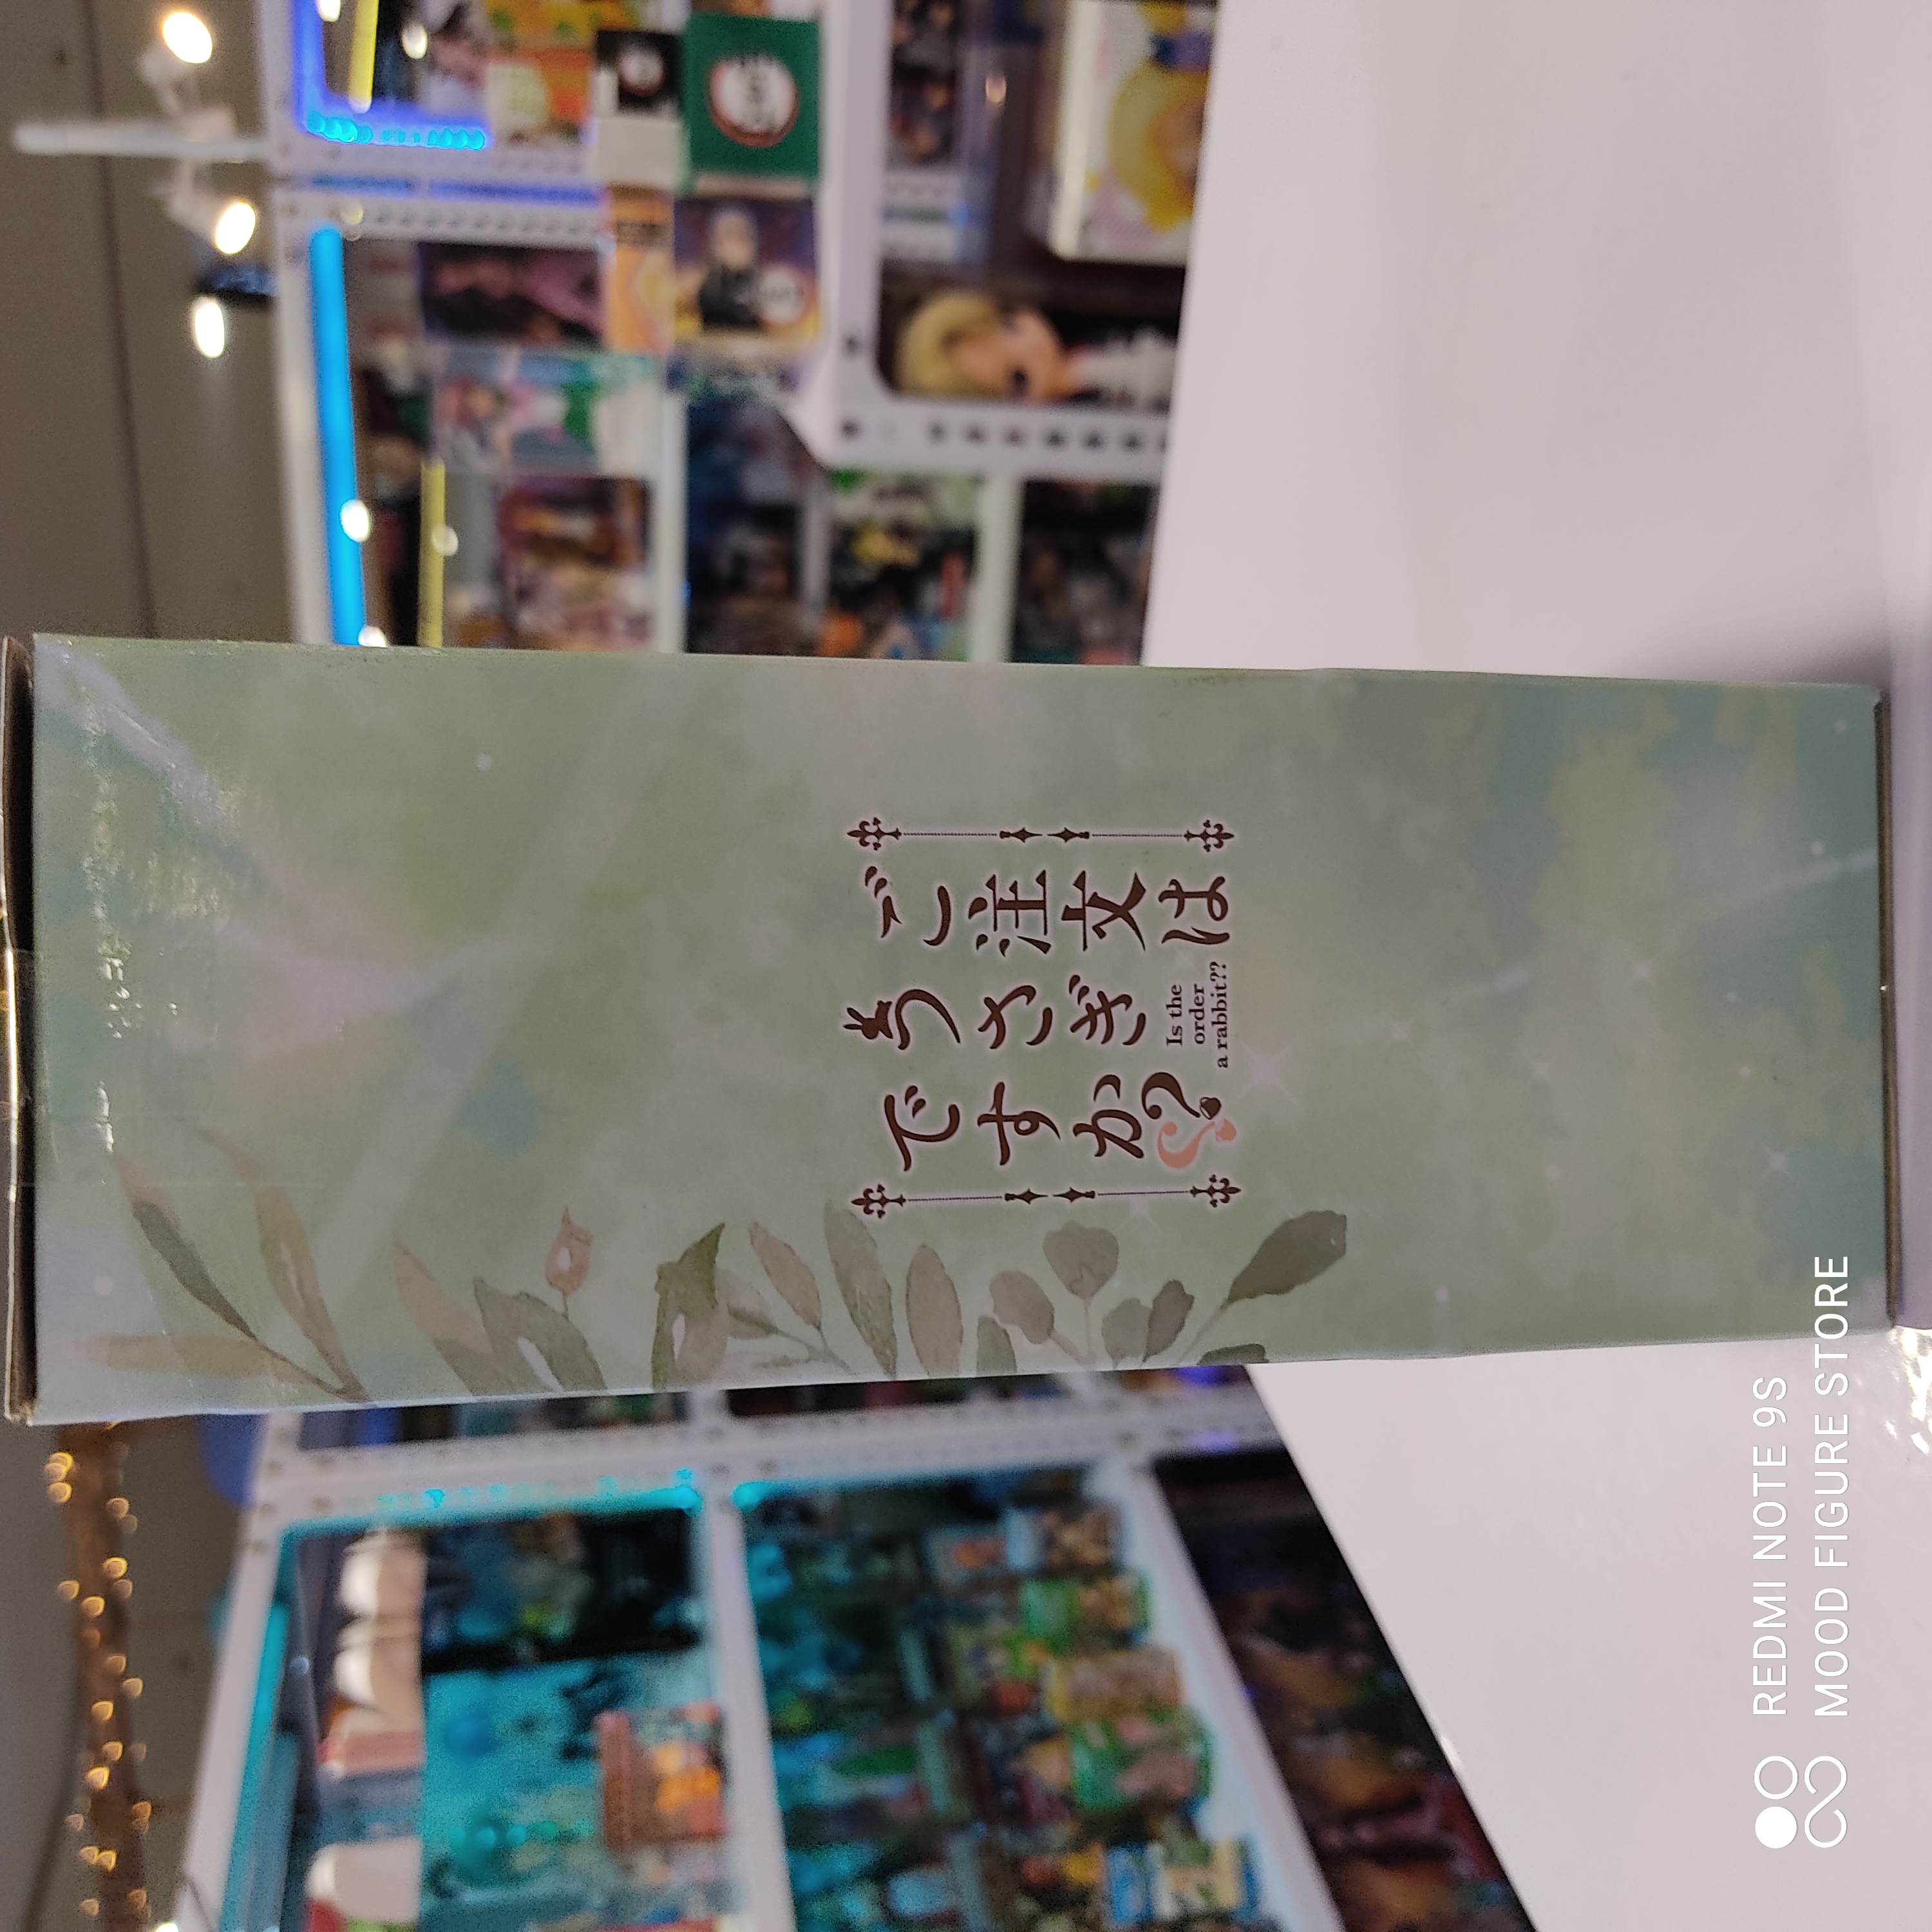 ご注文は
うさぎ
ですか??
Is the
order
a rabbit??
REDMI NOTE 9S
MOOD FIGURE STORE